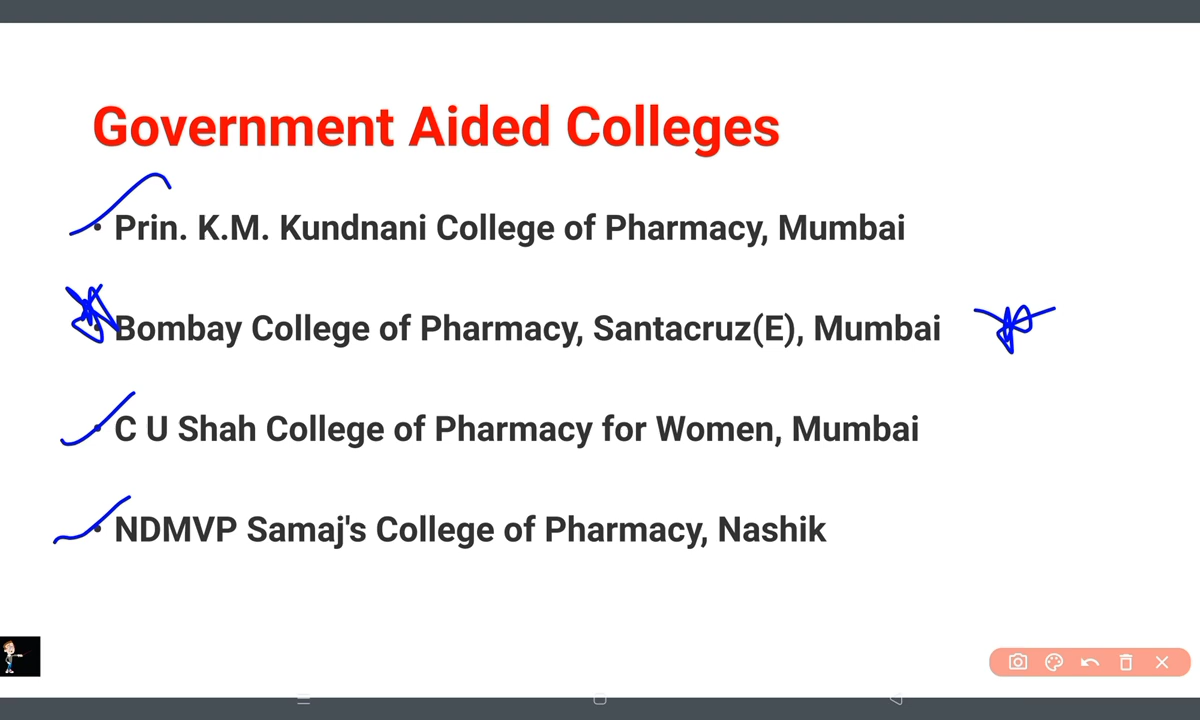 Government Aided Colleges
• Prin. K.M. Kundnani College of Pharmacy, Mumbai
• Bombay College of Pharmacy, Santacruz(E), Mumbai
• C U Shah College of Pharmacy for Women, Mumbai
• NDMVP Samaj's College of Pharmacy, Nashik